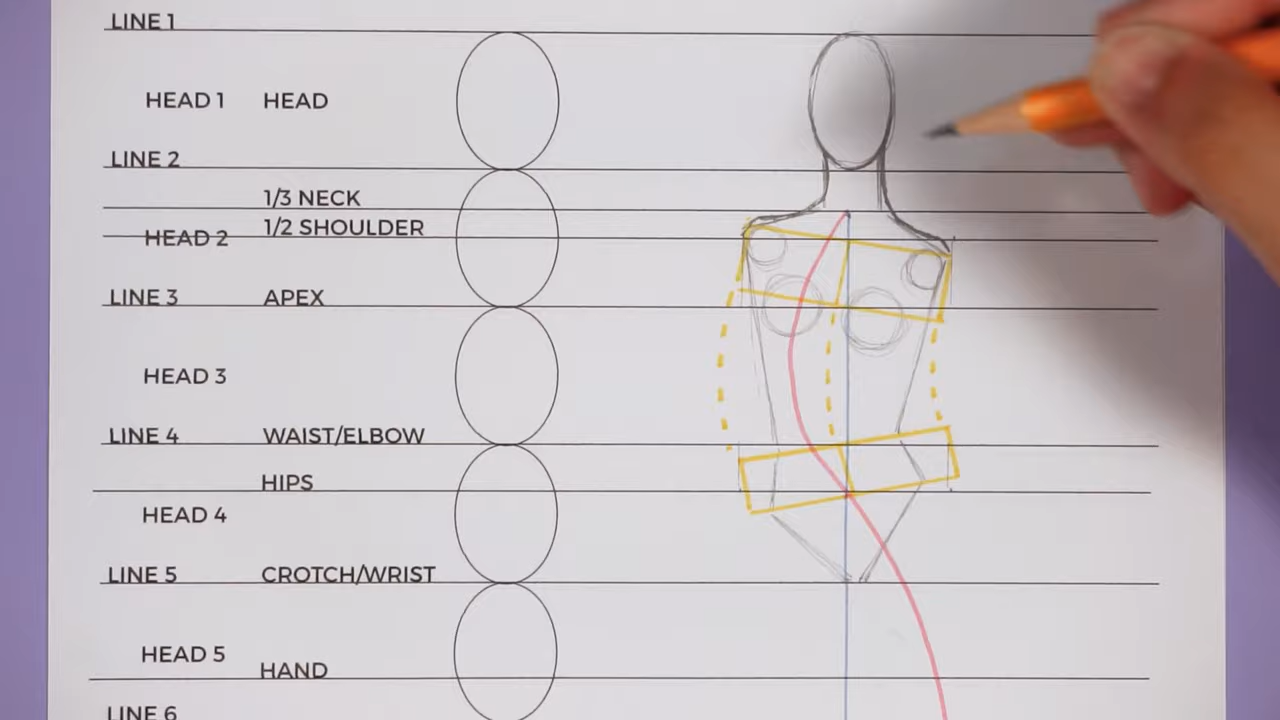 LINE 1
HEAD 1 HEAD
LINE 2
1/3 NECK
1/2 SHOULDER
HEAD 2
LINE 3 APEX
HEAD 3
LINE 4 WAIST/ELBOW
HIPS
HEAD 4
LINE 5 CROTCH/WRIST
HEAD 5
HAND
LINE 6